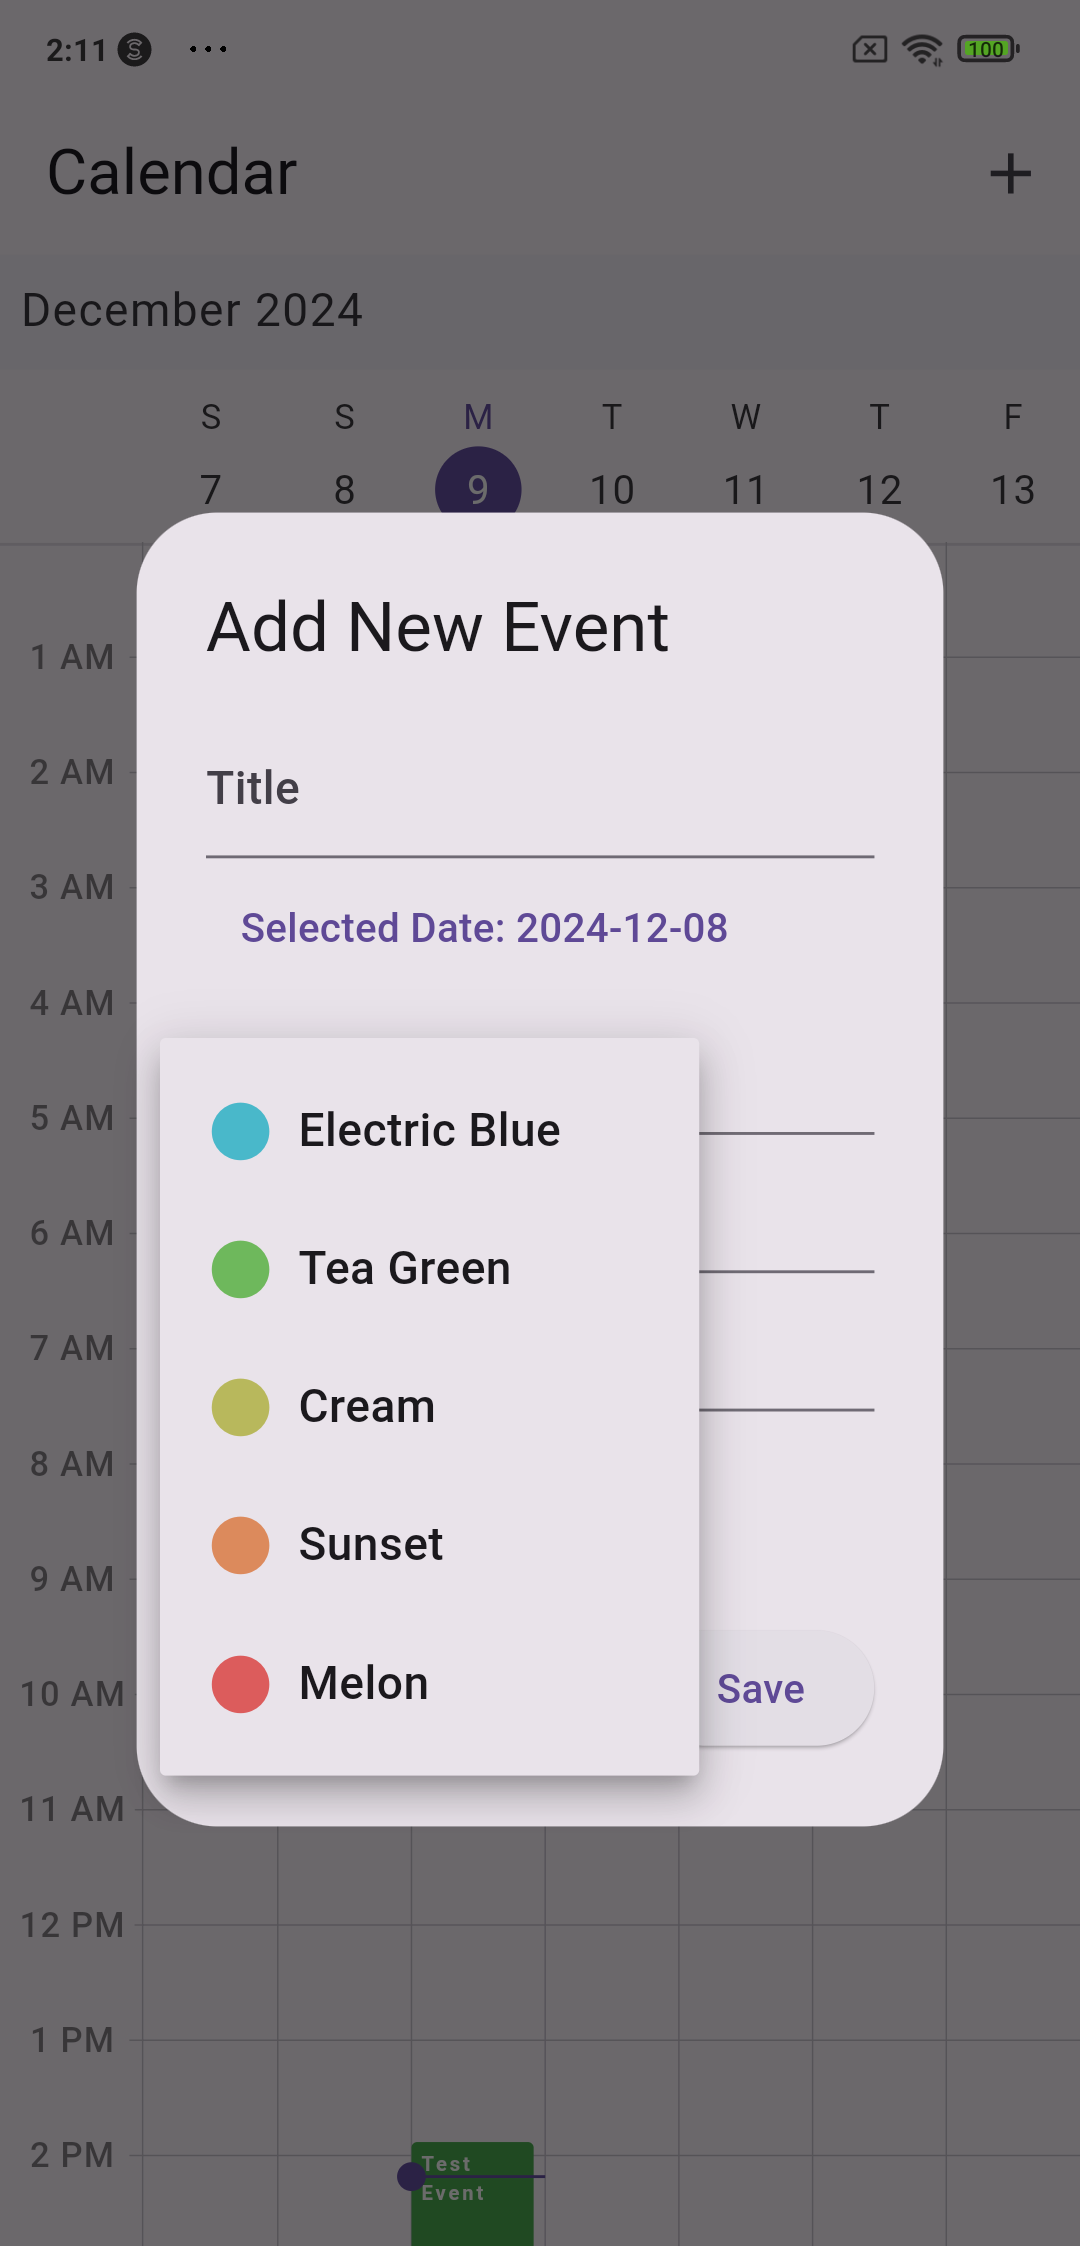 2:11
100
Calendar
December 2024
S S M T W T F
7 8 9 10 11 12 13
Add New Event
1 AM
2 AM
Title
3 AM
Selected Date: 2024-12-08
4 AM
5 AM
Electric Blue
6 AM
Tea Green
7 AM
Cream
8 AM
Sunset
9 AM
10 AM
Melon
Save
11 AM
12 PM
1 PM
2 PM
Test
Event